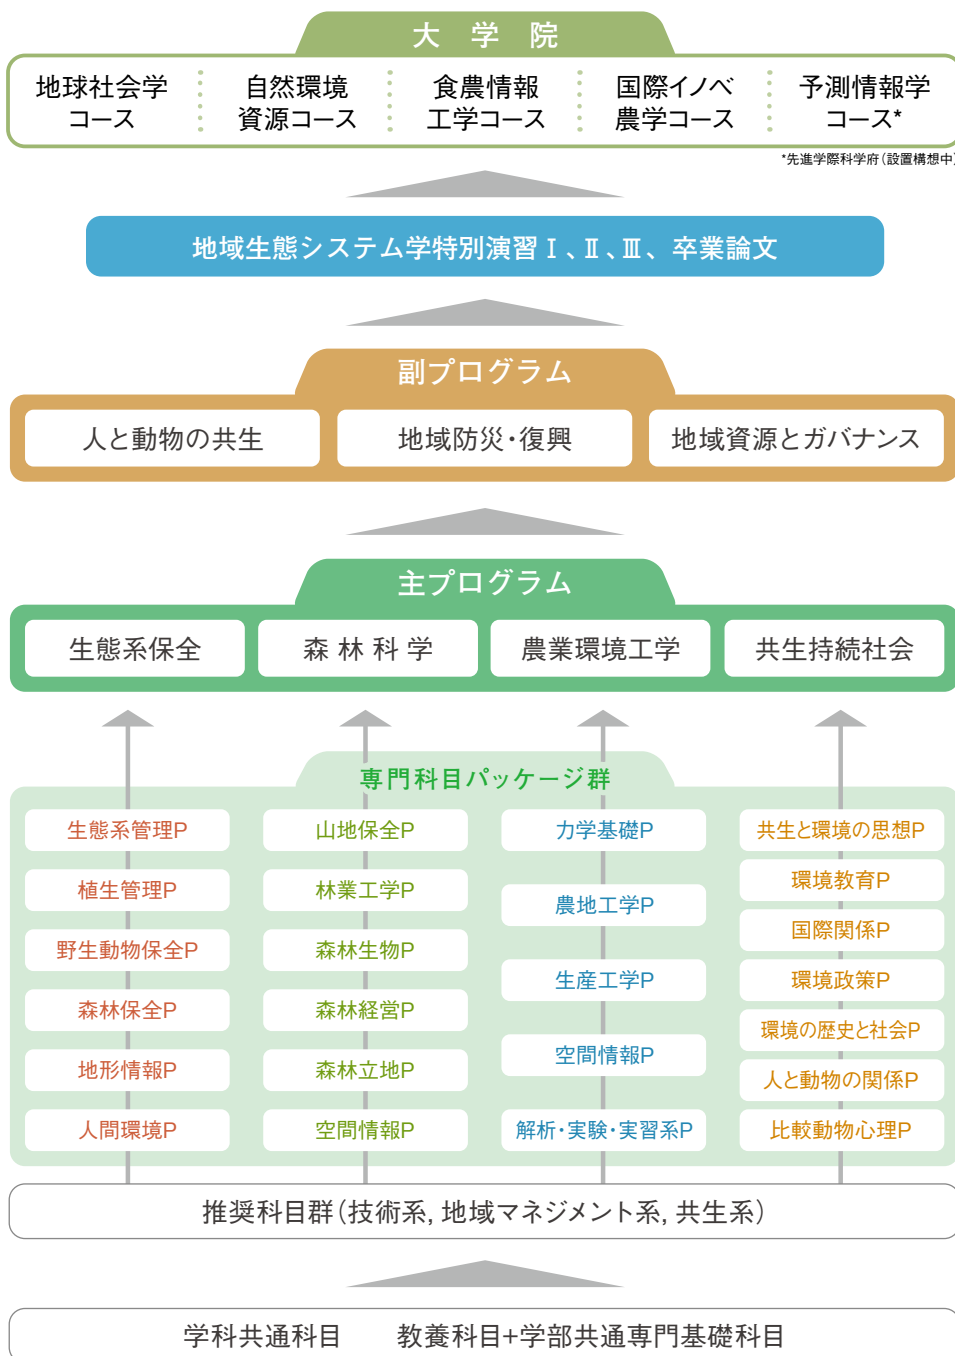 大学院
地球社会学
コース
自然環境
資源コース
食農情報
工学コース
国際イノベ
農学コース
予測情報学
コース*
*先進学際科学府(設置構想中)
地域生態システム学特別演習Ⅰ、Ⅱ、Ⅲ、卒業論文
副プログラム
人と動物の共生
地域防災・復興
地域資源とガバナンス
主プログラム
生態系保全
森林科学
農業環境工学
共生持続社会
専門科目パッケージ群
生態系管理P
植生管理P
野生動物保全P
森林保全P
地形情報P
人間環境P
山地保全P
林業工学P
森林生物P
森林経営P
森林立地P
空間情報P
力学基礎P
農地工学P
生産工学P
空間情報P
解析・実験・実習系P
共生と環境の思想P
環境教育P
国際関係P
環境政策P
環境の歴史と社会P
人と動物の関係P
比較動物心理P
推奨科目群(技術系, 地域マネジメント系, 共生系)
学科共通科目 教養科目+学部共通専門基礎科目